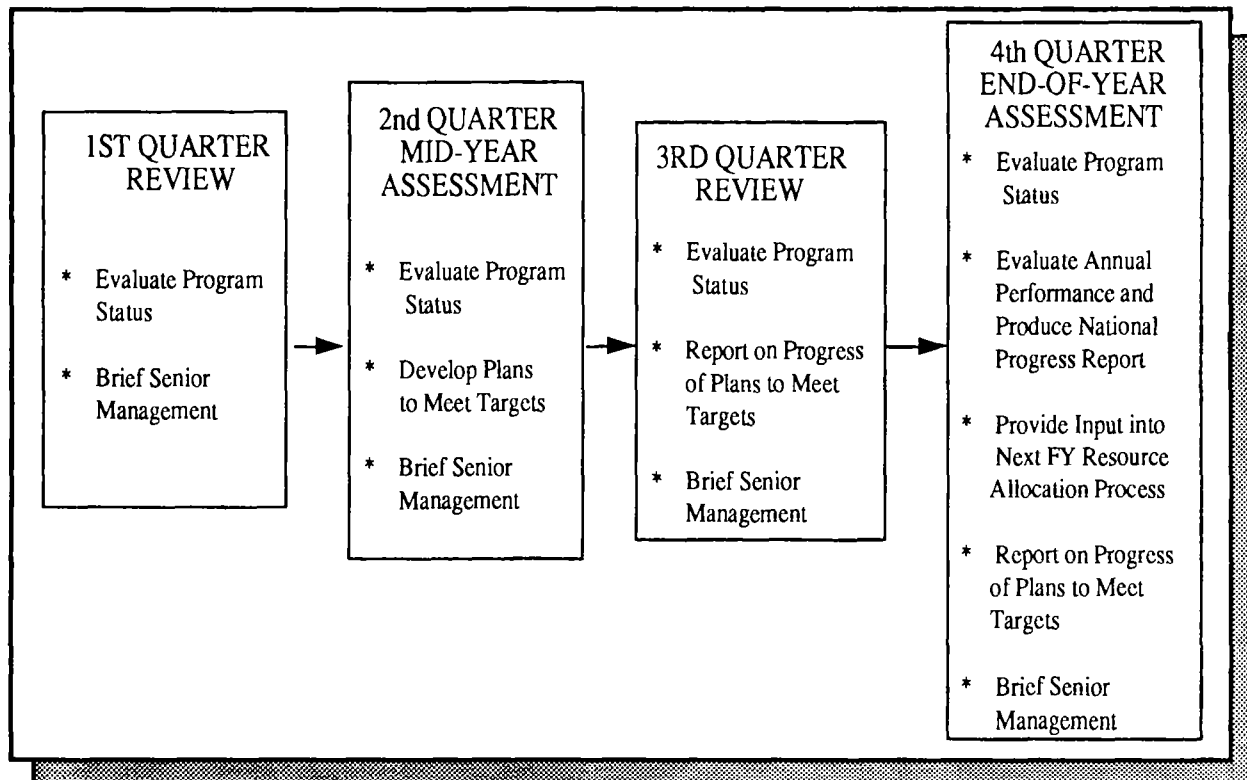 1ST QUARTER
REVIEW
* Evaluate Program
Status
* Brief Senior
Management
2nd QUARTER
MID-YEAR
ASSESSMENT
* Evaluate Program
Status
* Develop Plans
to Meet Targets
* Brief Senior
Management
3RD QUARTER
REVIEW
* Evaluate Program
Status
* Report on Progress
of Plans to Meet
Targets
* Brief Senior
Management
4th QUARTER
END-OF-YEAR
ASSESSMENT
* Evaluate Program
Status
* Evaluate Annual
Performance and
Produce National
Progress Report
* Provide Input into
Next FY Resource
Allocation Process
* Report on Progress
of Plans to Meet
Targets
* Brief Senior
Management